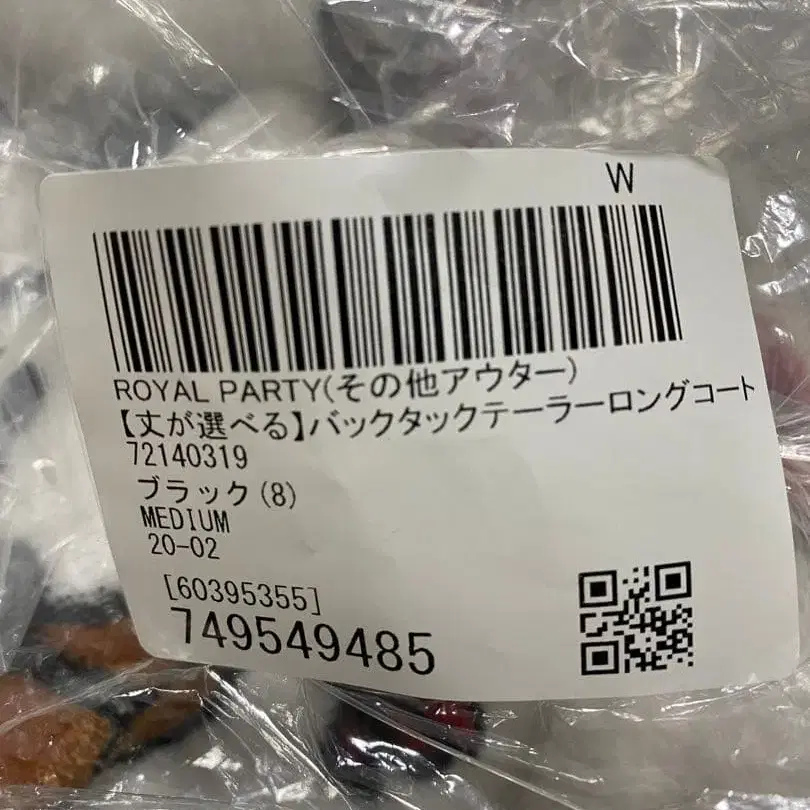 W
ROYAL PARTY(その他アウター)
【丈が選べる】バックタックテーラーロングコート
72140319
ブラック(8)
MEDIUM
20-02
[60395355]
749549485